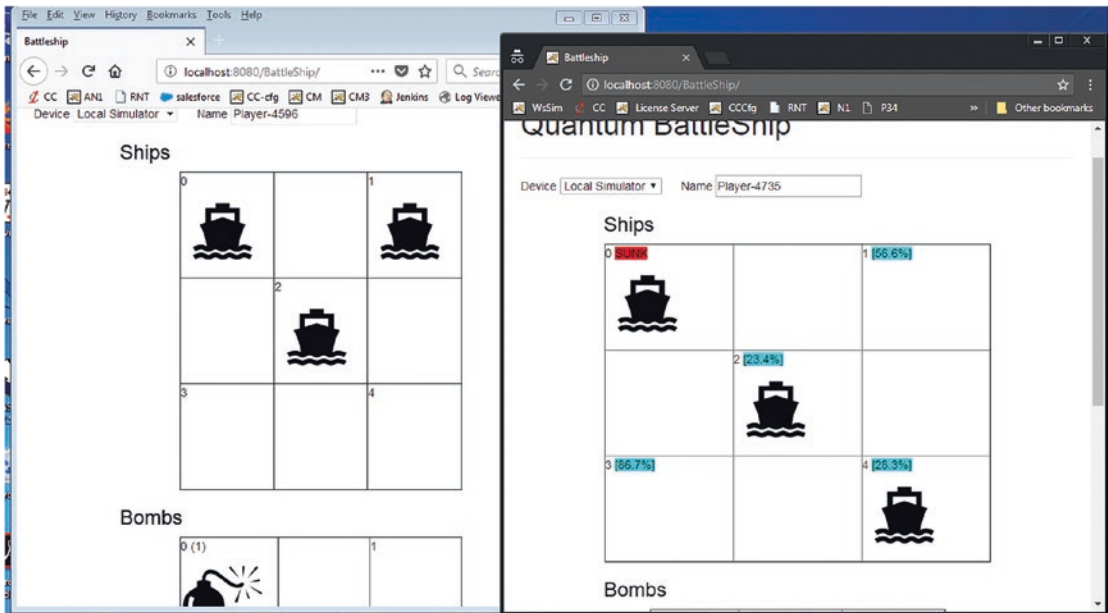 File Edit View History Bookmarks Tools Help
Battleship
localhost:8080/BattleShip/
CC AN1 RNT salesforce CC-cfg CM CM3 Jenkins Log Viewe
Device Local Simulator Name Player-4596
Ships
0 1
2
3 4
Bombs
0 (1) 1
Battleship
localhost:8080/BattleShip/
WsSim CC License Server CCCfg RNT N1 P34 » Other bookmarks
Quantum BattleShip
Device Local Simulator Name Player-4735
Ships
0 SUNK 1 [56.6%]
2 [23.4%]
3 [86.7%] 4 [26.3%]
Bombs